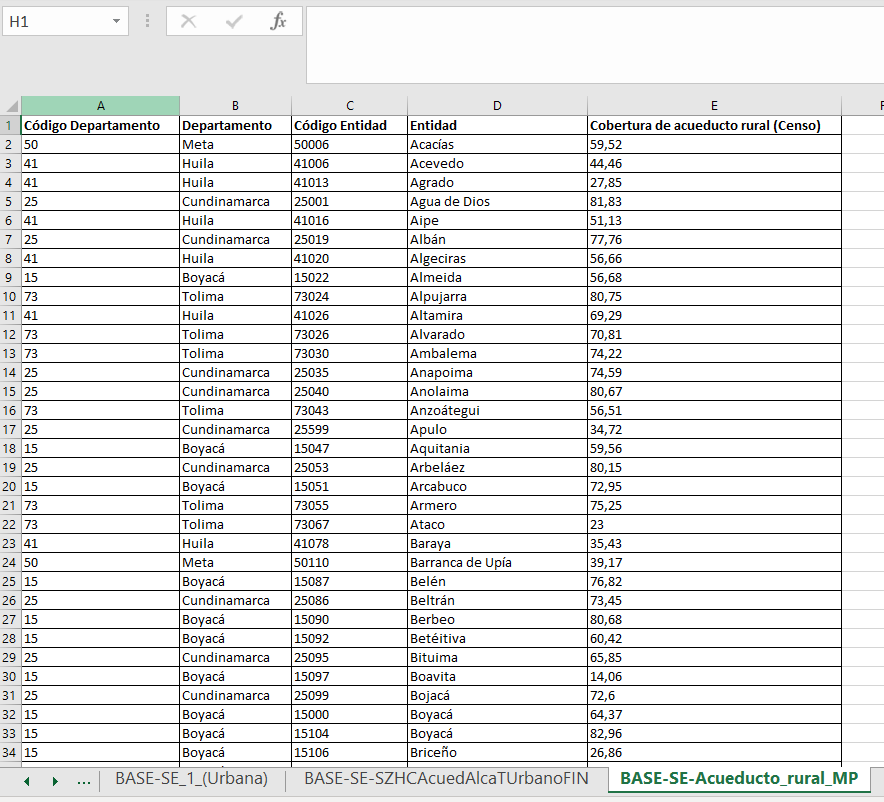 H1 fx
A B C D E F
1 Código Departamento Departamento Código Entidad Entidad Cobertura de acueducto rural (Censo)
2 50 Meta 50006 Acacías 59,52
3 41 Huila 41006 Acevedo 44,46
4 41 Huila 41013 Agrado 27,85
5 25 Cundinamarca 25001 Agua de Dios 81,83
6 41 Huila 41016 Aipe 51,13
7 25 Cundinamarca 25019 Albán 77,76
8 41 Huila 41020 Algeciras 56,66
9 15 Boyacá 15022 Almeida 56,68
10 73 Tolima 73024 Alpujarra 80,75
11 41 Huila 41026 Altamira 69,29
12 73 Tolima 73026 Alvarado 70,81
13 73 Tolima 73030 Ambalema 74,22
14 25 Cundinamarca 25035 Anapoima 74,59
15 25 Cundinamarca 25040 Anolaima 80,67
16 73 Tolima 73043 Anzoátegui 56,51
17 25 Cundinamarca 25599 Apulo 34,72
18 15 Boyacá 15047 Aquitania 59,56
19 25 Cundinamarca 25053 Arbeláez 80,15
20 15 Boyacá 15051 Arcabuco 72,95
21 73 Tolima 73055 Armero 75,25
22 73 Tolima 73067 Ataco 23
23 41 Huila 41078 Baraya 35,43
24 50 Meta 50110 Barranca de Upía 39,17
25 15 Boyacá 15087 Belén 76,82
26 25 Cundinamarca 25086 Beltrán 73,45
27 15 Boyacá 15090 Berbeo 80,68
28 15 Boyacá 15092 Betéitiva 60,42
29 25 Cundinamarca 25095 Bituima 65,85
30 15 Boyacá 15097 Boavita 14,06
31 25 Cundinamarca 25099 Bojacá 72,6
32 15 Boyacá 15000 Boyacá 64,37
33 15 Boyacá 15104 Boyacá 82,96
34 15 Boyacá 15106 Briceño 26,86
... BASE-SE_1_(Urbana) BASE-SE-SZHCAcuedAlcaTUrbanoFIN BASE-SE-Acueducto_rural_MP